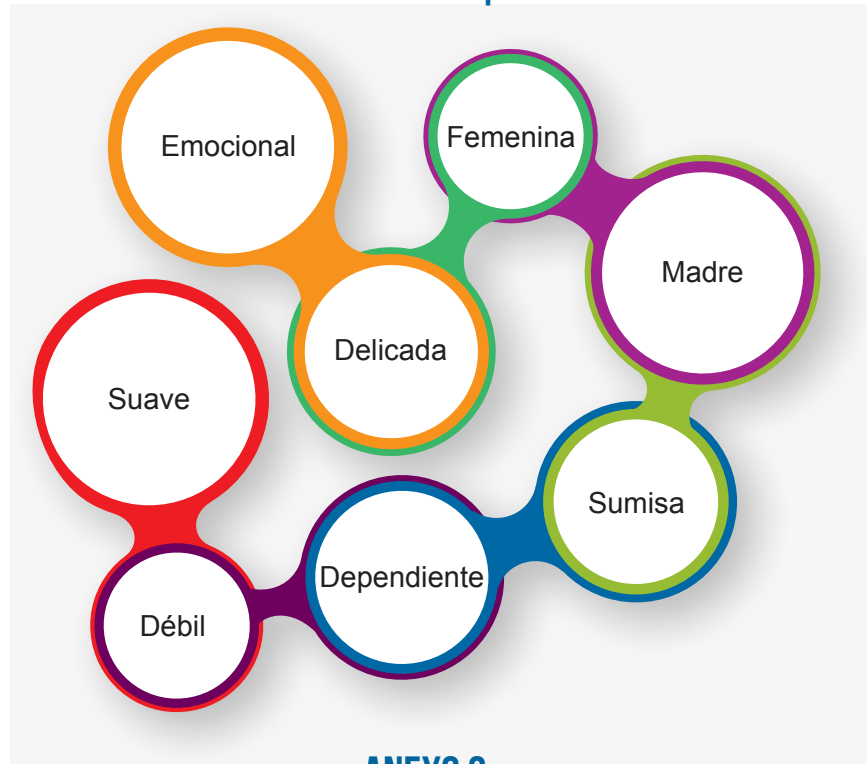 Emocional
Femenina
Madre
Delicada
Suave
Sumisa
Dependiente
Débil